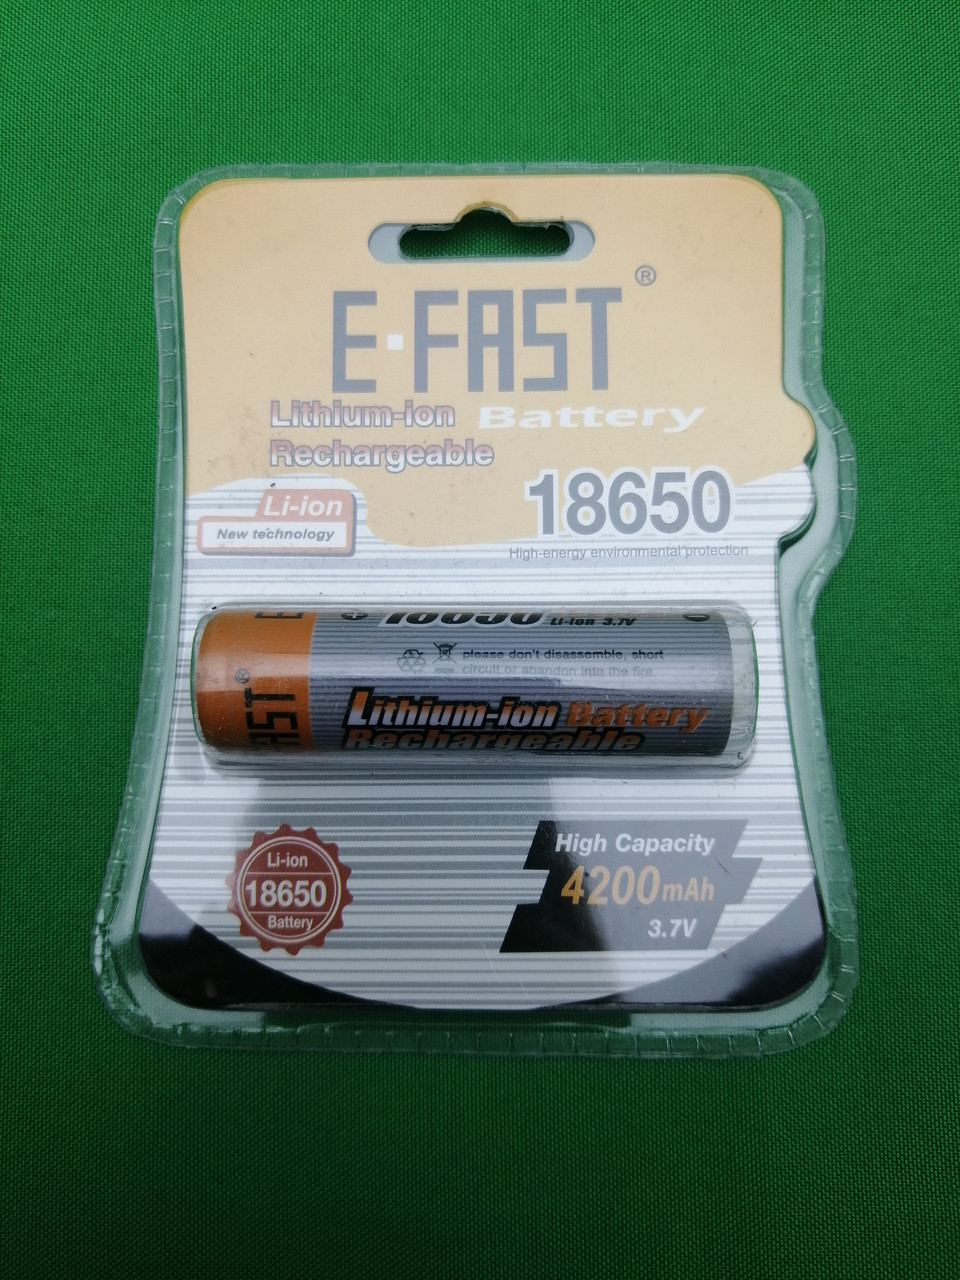 E·FAST®
Lithium-ion Battery
Rechargeable
18650
Li-ion
New technology
High-energy environmental protection
18650 Li-ion 3.7V
please don't disassemble, short
circuit or abandon into the fire.
FAST®
Lithium-ion Battery
Rechargeable
Li-ion
18650
Battery
High Capacity
4200mAh
3.7V